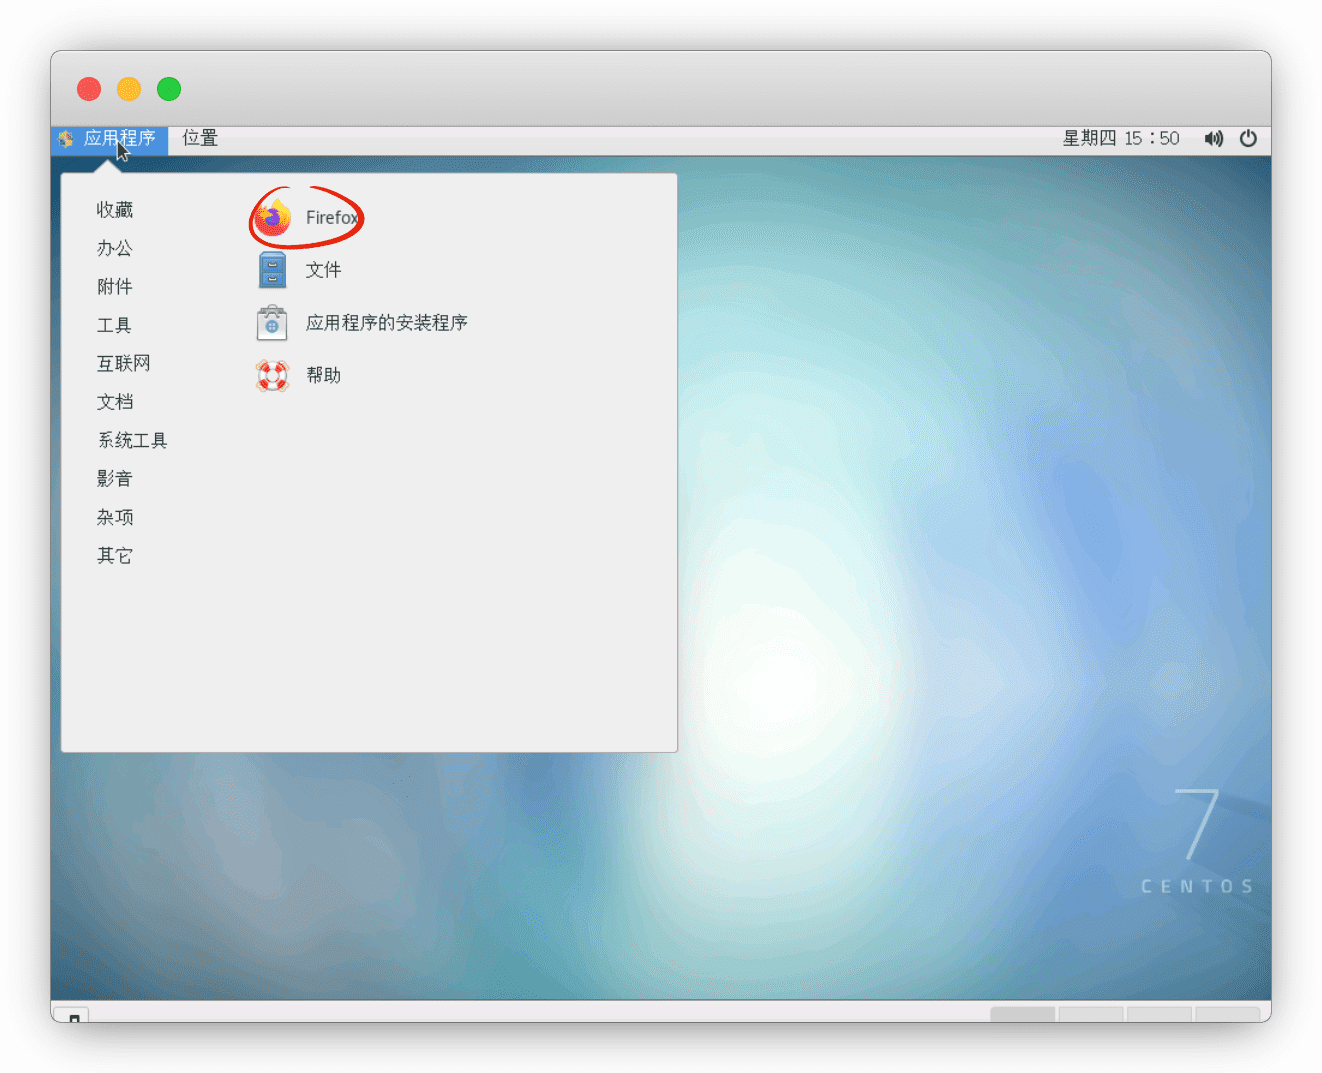 应用程序 位置 星期四 15：50
收藏
办公
附件
工具
互联网
文档
系统工具
影音
杂项
其它
Firefox
文件
应用程序的安装程序
帮助
7
CENTOS